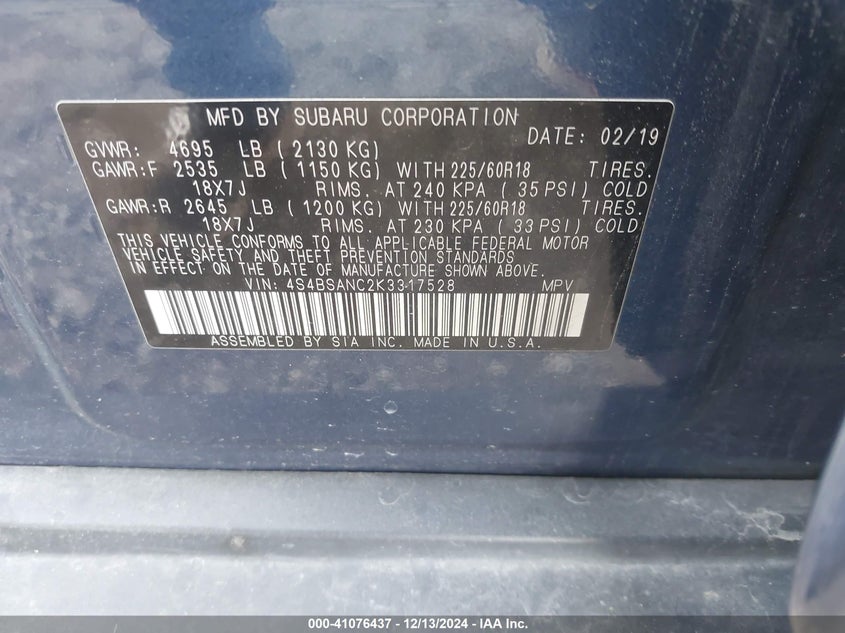 MFD BY SUBARU CORPORATION
DATE: 02/19
GVWR: 4695 LB ( 2130 KG)
GAWR:F 2535 LB ( 1150 KG) WITH 225/60R18 TIRES.
18X7J RIMS. AT 240 KPA ( 35 PSI) COLD
GAWR:R 2645 LB ( 1200 KG) WITH 225/60R18 TIRES.
18X7J RIMS. AT 230 KPA ( 33 PSI) COLD
THIS VEHICLE CONFORMS TO ALL APPLICABLE FEDERAL MOTOR
VEHICLE SAFETY AND THEFT PREVENTION STANDARDS
IN EFFECT ON THE DATE OF MANUFACTURE SHOWN ABOVE.
VIN: 4S4BSANC2K3317528 MPV
ASSEMBLED BY SIA INC. MADE IN U.S.A.
000-41076437 - 12/13/2024 - IAA Inc.